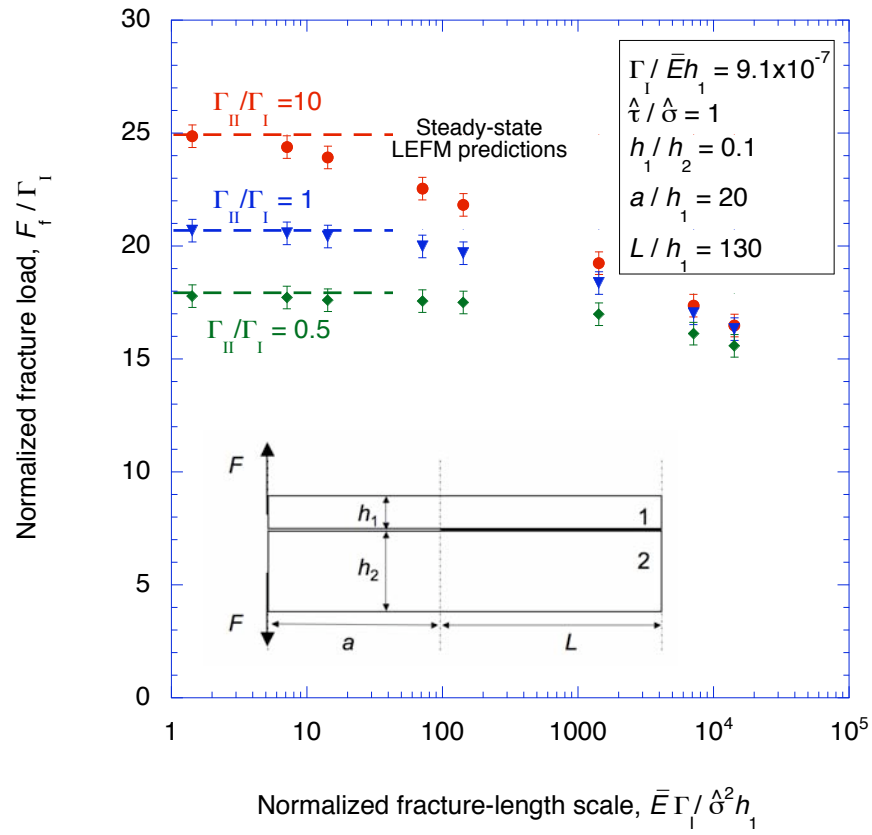 30
25
20
15
10
5
0
Normalized fracture load, F_f / Γ_I
Γ_II/Γ_I =10
Γ_II/Γ_I = 1
Γ_II/Γ_I = 0.5
Steady-state
LEFM predictions
Γ_I / Ēh_1 = 9.1x10^-7
τ̂ / σ̂ = 1
h_1 / h_2 = 0.1
a / h_1 = 20
L / h_1 = 130
F
h_1
1
h_2
2
F
a
L
1 10 100 1000 10^4 10^5
Normalized fracture-length scale, Ē Γ_I / σ̂^2 h_1